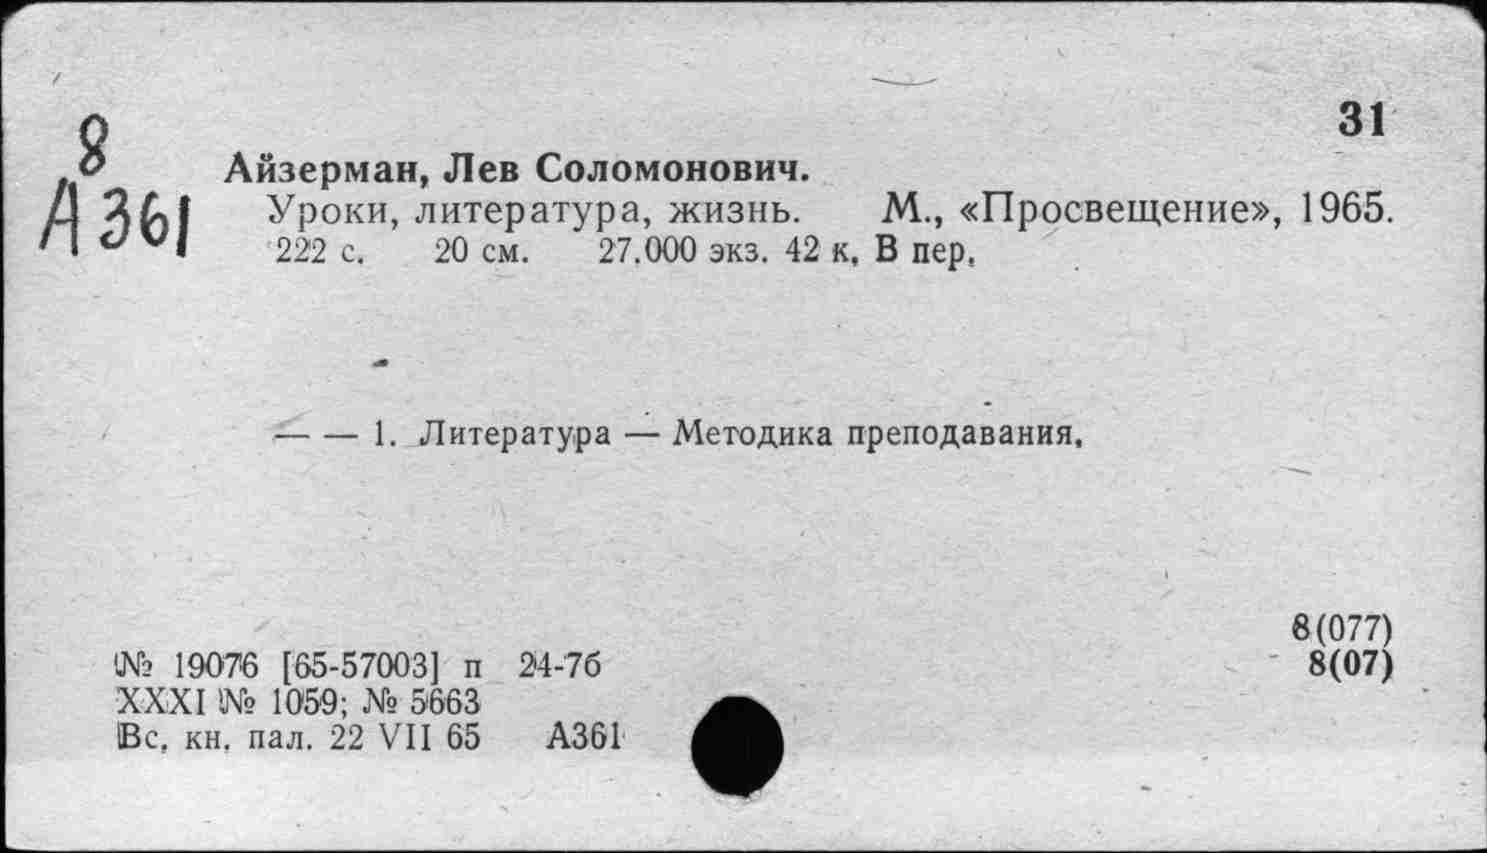 31
8
А361
Айзерман, Лев Соломонович.
Уроки, литература, жизнь. М., «Просвещение», 1965.
222 с. 20 см. 27.000 экз. 42 к. В пер.
— — 1. Литература — Методика преподавания.
8(077)
№ 19076 [65-57003] п 24-7б
8(07)
XXXI № 1059; № 5663
Вс. кн. пал. 22 VII 65 А361